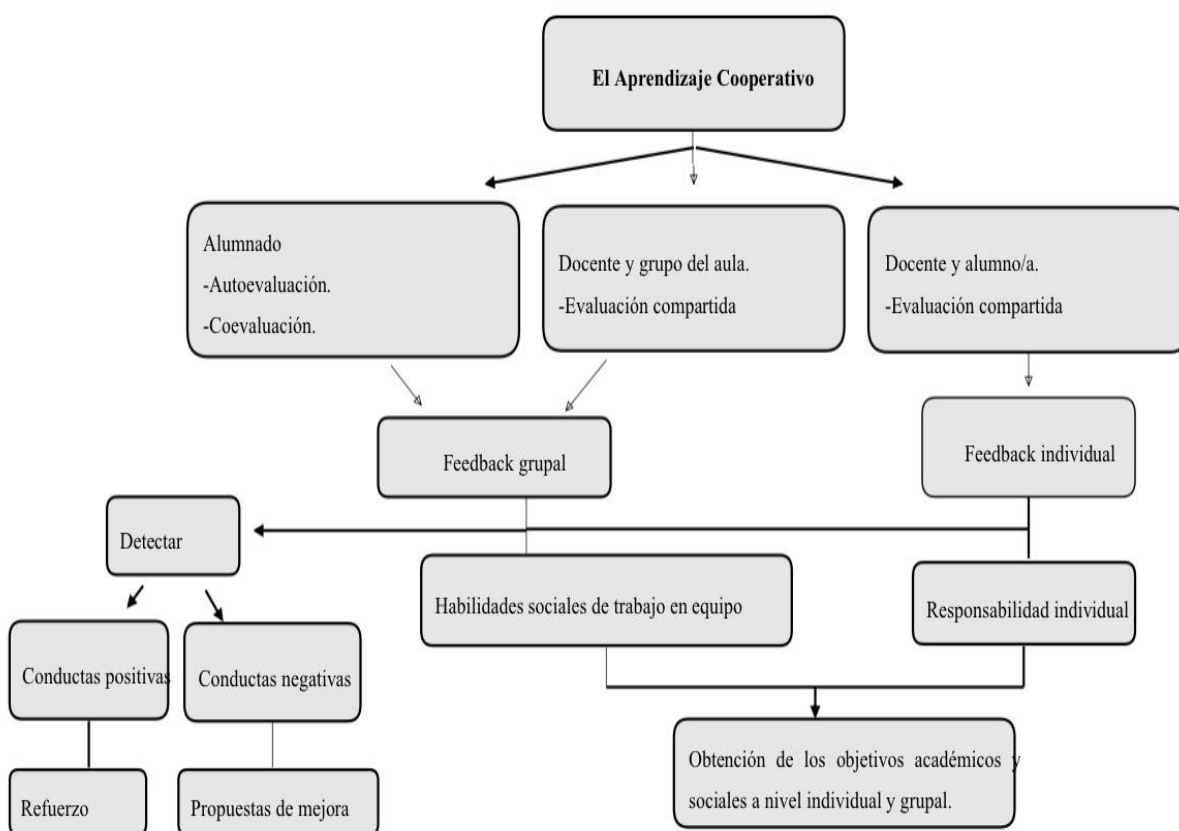 El Aprendizaje Cooperativo
Alumnado
-Autoevaluación.
-Coevaluación.
Docente y grupo del aula.
-Evaluación compartida
Docente y alumno/a.
-Evaluación compartida
Feedback grupal
Feedback individual
Detectar
Habilidades sociales de trabajo en equipo
Responsabilidad individual
Conductas positivas
Conductas negativas
Obtención de los objetivos académicos y
sociales a nivel individual y grupal.
Refuerzo
Propuestas de mejora